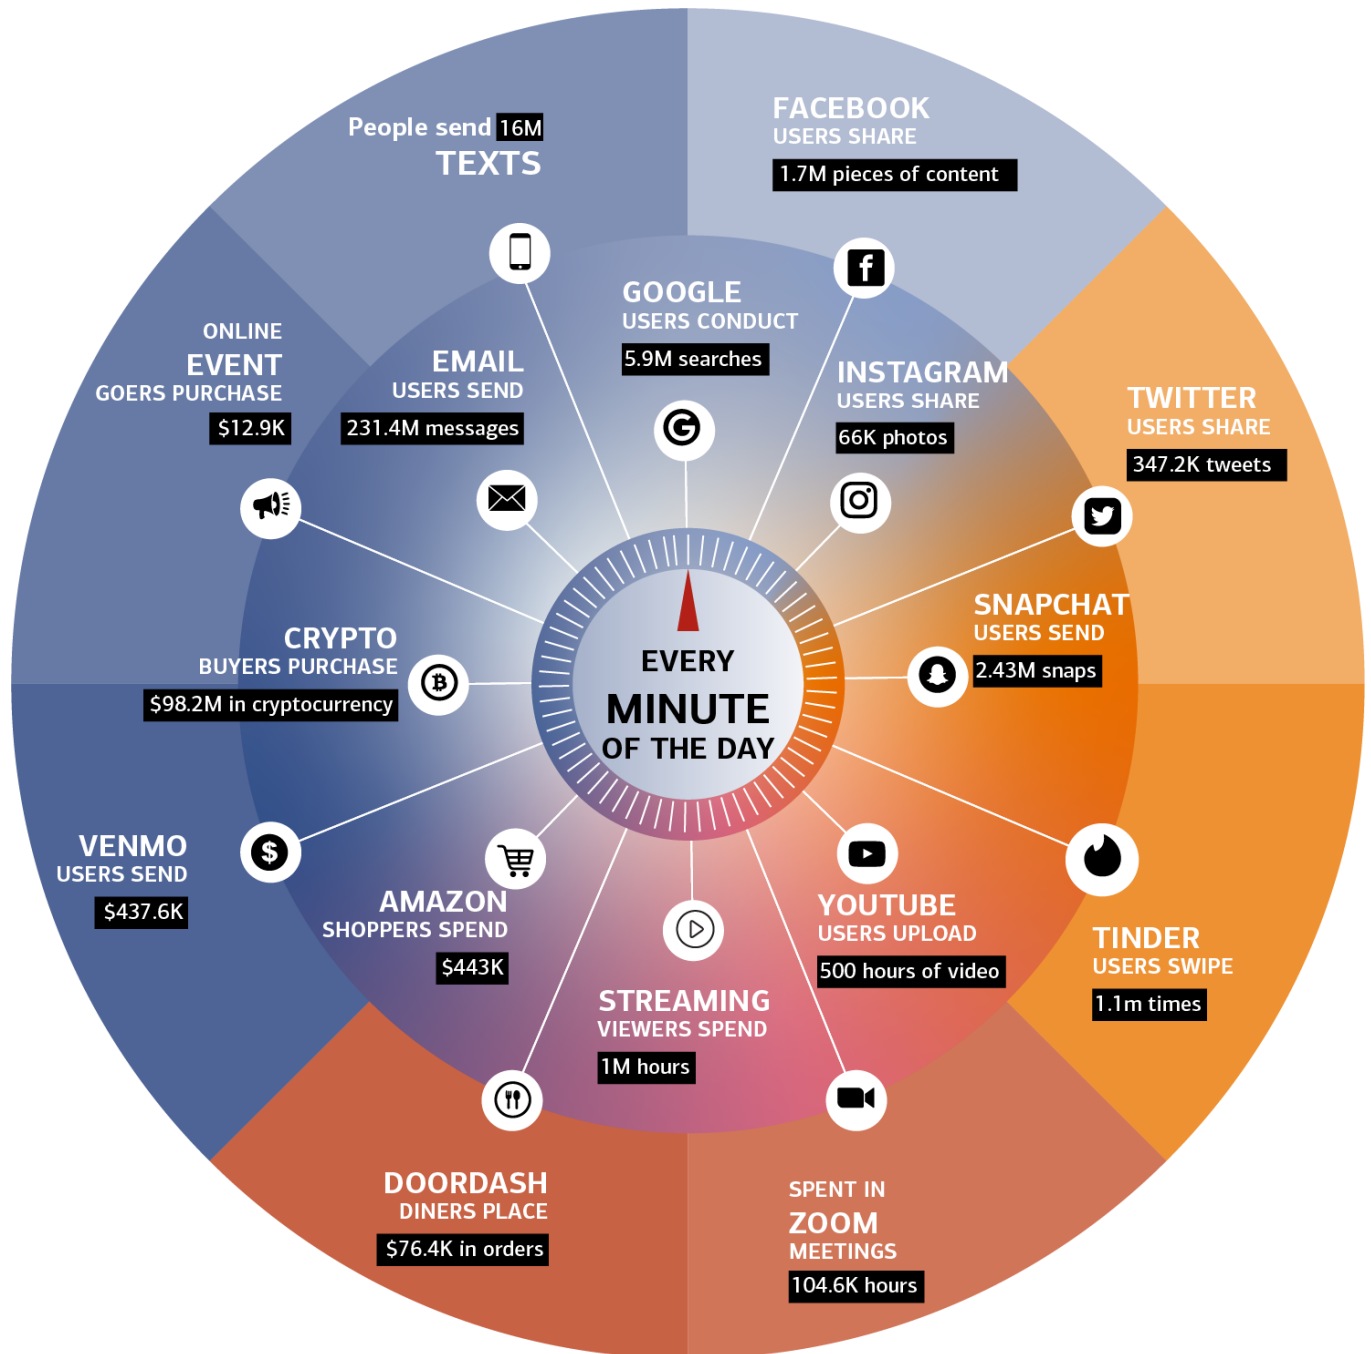 People send 16M
TEXTS
FACEBOOK
USERS SHARE
1.7M pieces of content
GOOGLE
USERS CONDUCT
5.9M searches
ONLINE
EVENT
GOERS PURCHASE
$12.9K
EMAIL
USERS SEND
231.4M messages
INSTAGRAM
USERS SHARE
66K photos
TWITTER
USERS SHARE
347.2K tweets
CRYPTO
BUYERS PURCHASE
$98.2M in cryptocurrency
EVERY
MINUTE
OF THE DAY
SNAPCHAT
USERS SEND
2.43M snaps
VENMO
USERS SEND
$437.6K
AMAZON
SHOPPERS SPEND
$443K
STREAMING
VIEWERS SPEND
1M hours
YOUTUBE
USERS UPLOAD
500 hours of video
TINDER
USERS SWIPE
1.1m times
DOORDASH
DINERS PLACE
$76.4K in orders
SPENT IN
ZOOM
MEETINGS
104.6K hours